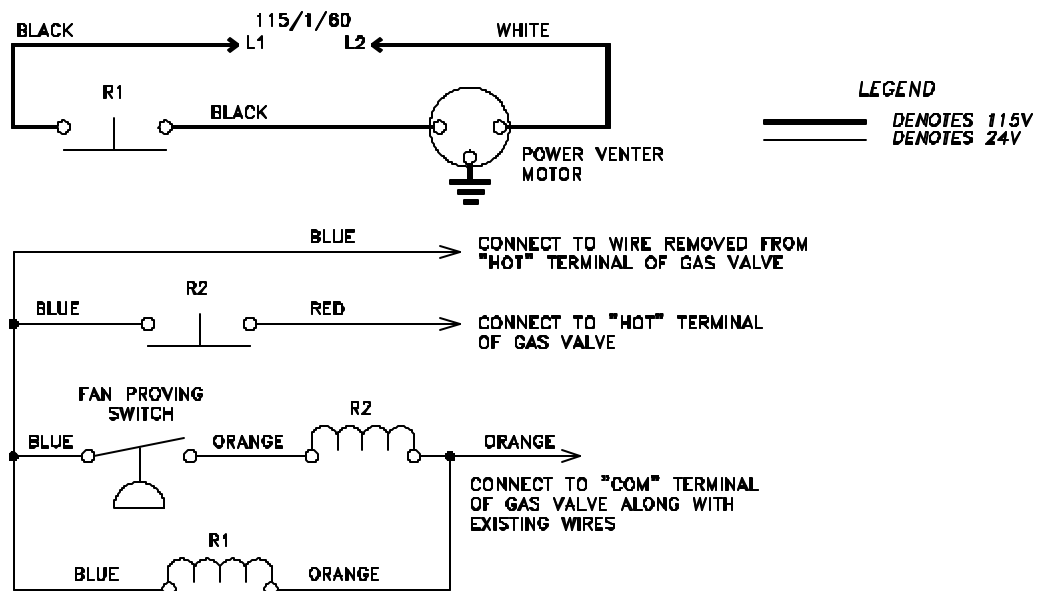 115/1/60
BLACK
L1
L2
WHITE
R1
BLACK
POWER VENTER
MOTOR
LEGEND
DENOTES 115V
DENOTES 24V
BLUE
CONNECT TO WIRE REMOVED FROM
"HOT" TERMINAL OF GAS VALVE
R2
BLUE
RED
CONNECT TO "HOT" TERMINAL
OF GAS VALVE
FAN PROVING
SWITCH
R2
BLUE
ORANGE
ORANGE
CONNECT TO "COM" TERMINAL
OF GAS VALVE ALONG WITH
EXISTING WIRES
R1
BLUE
ORANGE